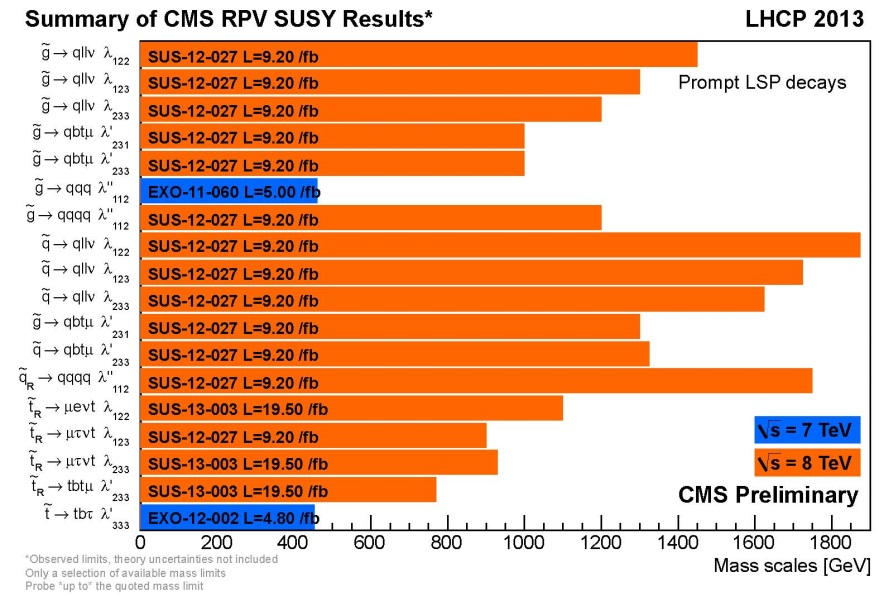 Summary of CMS RPV SUSY Results* LHCP 2013
g̃ → qllν λ122 SUS-12-027 L=9.20 /fb
g̃ → qllν λ123 SUS-12-027 L=9.20 /fb
Prompt LSP decays
g̃ → qllν λ233 SUS-12-027 L=9.20 /fb
g̃ → qbtμ λ'231 SUS-12-027 L=9.20 /fb
g̃ → qbtμ λ'233 SUS-12-027 L=9.20 /fb
g̃ → qqq λ''112 EXO-11-060 L=5.00 /fb
g̃ → qqqq λ''112 SUS-12-027 L=9.20 /fb
q̃ → qllν λ122 SUS-12-027 L=9.20 /fb
q̃ → qllν λ123 SUS-12-027 L=9.20 /fb
q̃ → qllν λ233 SUS-12-027 L=9.20 /fb
g̃ → qbtμ λ'231 SUS-12-027 L=9.20 /fb
q̃ → qbtμ λ'233 SUS-12-027 L=9.20 /fb
q̃R → qqqq λ''112 SUS-12-027 L=9.20 /fb
t̃R → μeνt λ122 SUS-13-003 L=19.50 /fb
t̃R → μτνt λ123 SUS-12-027 L=9.20 /fb
√s = 7 TeV
t̃R → μτνt λ233 SUS-13-003 L=19.50 /fb
√s = 8 TeV
t̃R → tbtμ λ'233 SUS-13-003 L=19.50 /fb
CMS Preliminary
t̃ → tbτ λ'333 EXO-12-002 L=4.80 /fb
0 200 400 600 800 1000 1200 1400 1600 1800
Mass scales [GeV]
*Observed limits, theory uncertainties not included
Only a selection of available mass limits
Probe *up to* the quoted mass limit